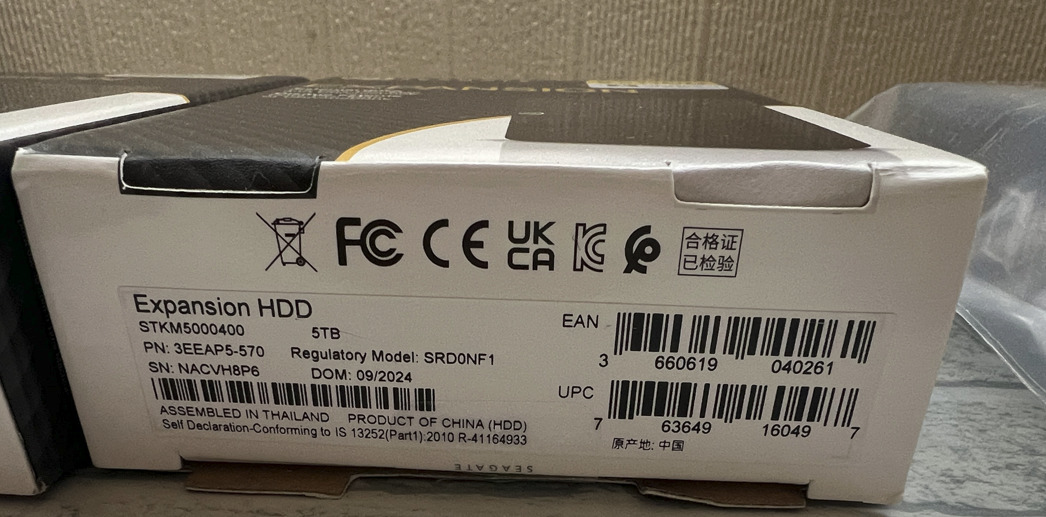 EXPANSION
FC CE UK
CA
合格证
已检验
Expansion HDD
STKM5000400 5TB
PN: 3EEAP5-570 Regulatory Model: SRD0NF1
SN: NACVH8P6 DOM: 09/2024
ASSEMBLED IN THAILAND PRODUCT OF CHINA (HDD)
Self Declaration-Conforming to IS 13252(Part1):2010 R-41164933
EAN
3 660619 040261
UPC
7 63649 16049 7
原产地: 中国
SEAGATE